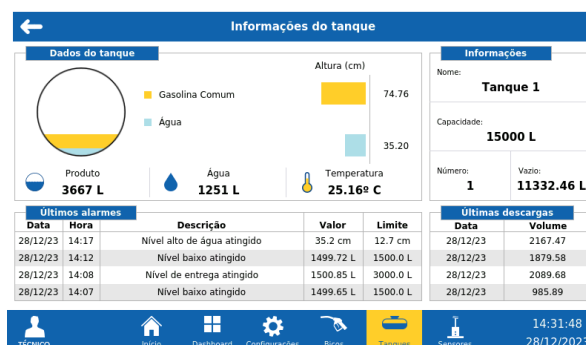 Informações do tanque
Dados do tanque
Gasolina Comum
Água
Altura (cm)
74.76
35.20
Produto
3667 L
Água
1251 L
Temperatura
25.16º C
Informações
Nome:
Tanque 1
Capacidade:
15000 L
Número:
1
Vazio:
11332.46 L
Últimos alarmes
Data Hora Descrição Valor Limite
28/12/23 14:17 Nível alto de água atingido 35.2 cm 12.7 cm
28/12/23 14:12 Nível baixo atingido 1499.72 L 1500.0 L
28/12/23 14:08 Nível de entrega atingido 1500.85 L 3000.0 L
28/12/23 14:07 Nível baixo atingido 1499.65 L 1500.0 L
Últimas descargas
Data Volume
28/12/23 2167.47
28/12/23 1879.58
28/12/23 2089.68
28/12/23 985.89
TÉCNICO
Início
Dashboard
Configurações
Bicos
Tanques
Sensores
14:31:48
28/12/202